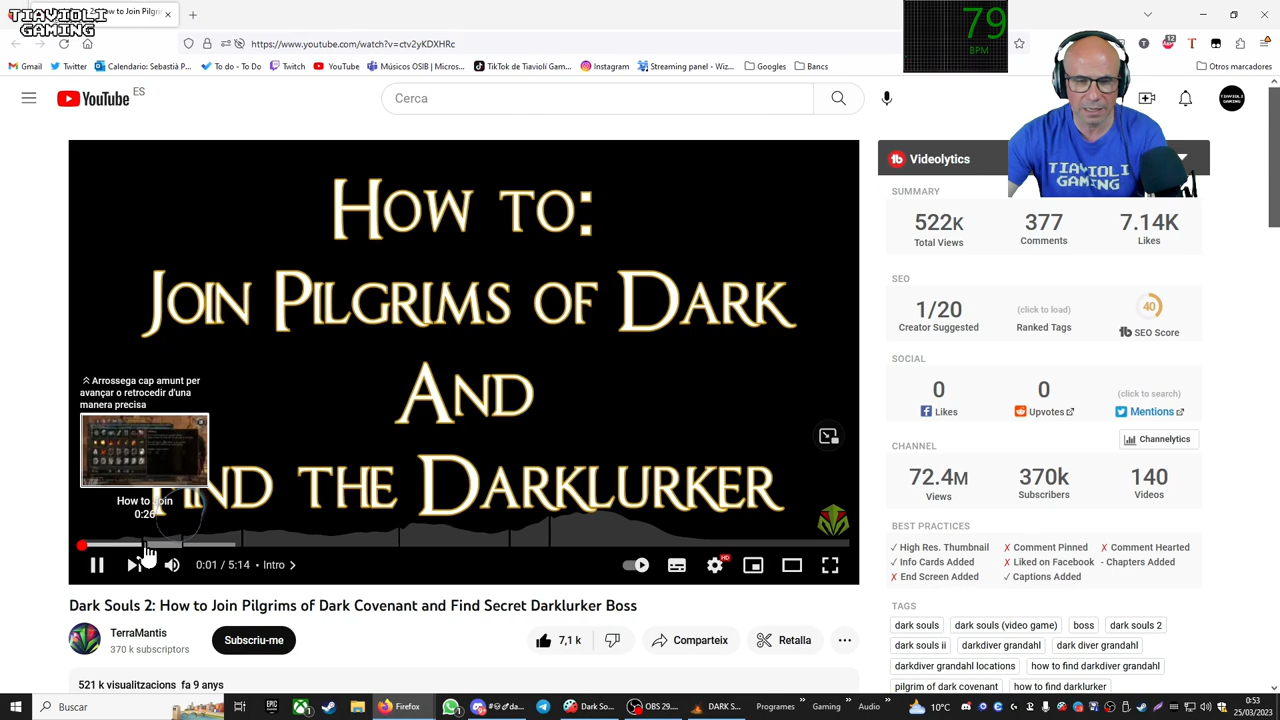 TIAVIOLI
GAMING
How to Join Pilgri
79
BPM
https://www.youtube.com/watch?v=ctv2yKDXHRc
12
Gmail
Twitter
Calendario: Sebastià P...
To do - To Do
Twitch
YouTube
Músicos OSIB | Micros...
TikTok de Tiavioli Gam...
Instagram
Streaming panel - Wiz...
Googles
Bancs
Otros marcadores
YouTube ES
Cerca
TIAVIOLI
GAMING
HOW TO:
JOIN PILGRIMS OF DARK
AND
FIND THE DARKLURKER
Arrossega cap amunt per
avançar o retrocedir d'una
manera precisa
How to Join
0:26
0:01 / 5:14 • Intro
HD
Dark Souls 2: How to Join Pilgrims of Dark Covenant and Find Secret Darklurker Boss
TerraMantis
370 k subscriptors
Subscriu-me
7,1 k
Comparteix
Retalla
521 k visualitzacions fa 9 anys
Videolytics
TIAVIOLI
GAMING
SUMMARY
522K
Total Views
377
Comments
7.14K
Likes
SEO
1/20
Creator Suggested
(click to load)
Ranked Tags
40
SEO Score
SOCIAL
0
Likes
0
Upvotes
(click to search)
Mentions
CHANNEL
Channelytics
72.4M
Views
370k
Subscribers
140
Videos
BEST PRACTICES
✓ High Res. Thumbnail
✗ Comment Pinned
✗ Comment Hearted
✓ Info Cards Added
✗ Liked on Facebook
- Chapters Added
✗ End Screen Added
✓ Captions Added
TAGS
dark souls
dark souls (video game)
boss
dark souls 2
dark souls ii
darkdiver grandahl
dark diver grandahl
darkdiver grandahl locations
how to find darkdiver grandahl
pilgrim of dark covenant
how to find darklurker
Buscar
Firefox
Dark So...
OBS 29....
DARK S...
Programes
Gaming
Audio
10°C
0:53
25/03/2023